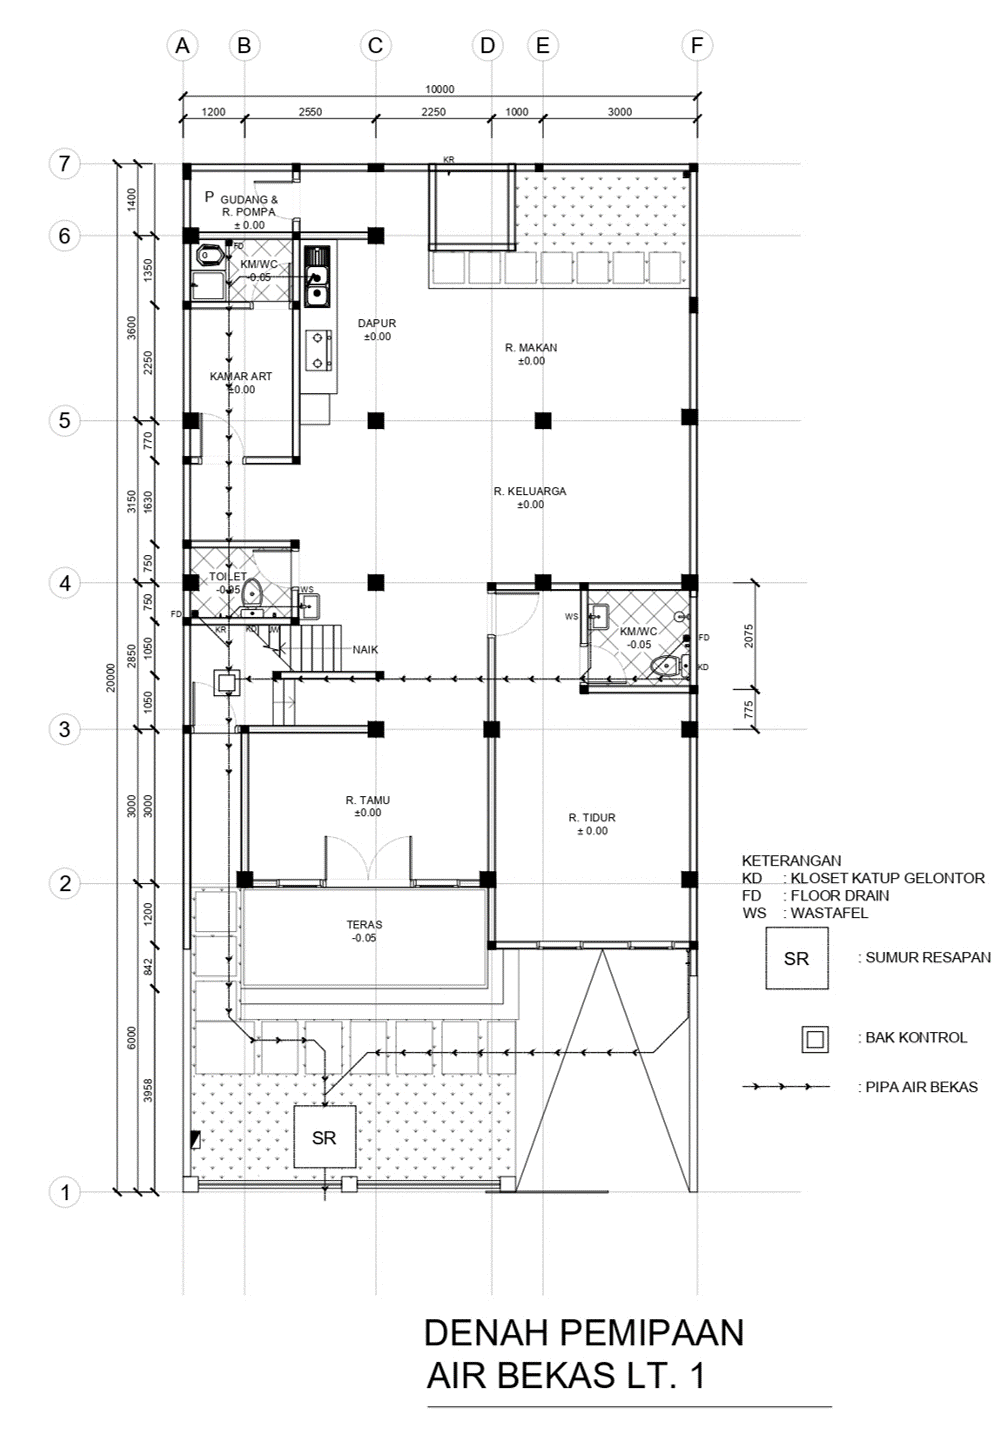 A B C D E F
10000
1200 2550 2250 1000 3000
7
KR
1400
P GUDANG &
R. POMPA
± 0.00
6
FD
KM/WC
-0.05
1350
3600
DAPUR
±0.00
R. MAKAN
±0.00
2250
KAMAR ART
±0.00
5
770
R. KELUARGA
±0.00
3150
1630
750
4
TOILET
-0.05
WS
750
FD
KR KD JW
WS
KM/WC
-0.05
FD
KD
2075
NAIK
2850
1050
20000
1050
775
3
R. TAMU
±0.00
R. TIDUR
± 0.00
3000
3000
KETERANGAN
KD : KLOSET KATUP GELONTOR
FD : FLOOR DRAIN
WS : WASTAFEL
2
1200
TERAS
-0.05
SR : SUMUR RESAPAN
842
6000
: BAK KONTROL
3958
: PIPA AIR BEKAS
SR
1
DENAH PEMIPAAN
AIR BEKAS LT. 1